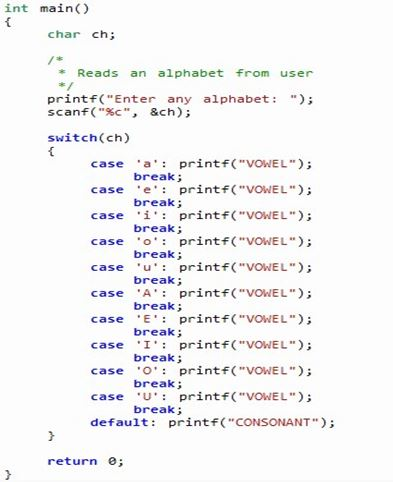 int main()
{
char ch;
/*
* Reads an alphabet from user
*/
printf("Enter any alphabet: ");
scanf("%c", &ch);
switch(ch)
{
case 'a': printf("VOWEL");
break;
case 'e': printf("VOWEL");
break;
case 'i': printf("VOWEL");
break;
case 'o': printf("VOWEL");
break;
case 'u': printf("VOWEL");
break;
case 'A': printf("VOWEL");
break;
case 'E': printf("VOWEL");
break;
case 'I': printf("VOWEL");
break;
case 'O': printf("VOWEL");
break;
case 'U': printf("VOWEL");
break;
default: printf("CONSONANT");
}
return 0;
}